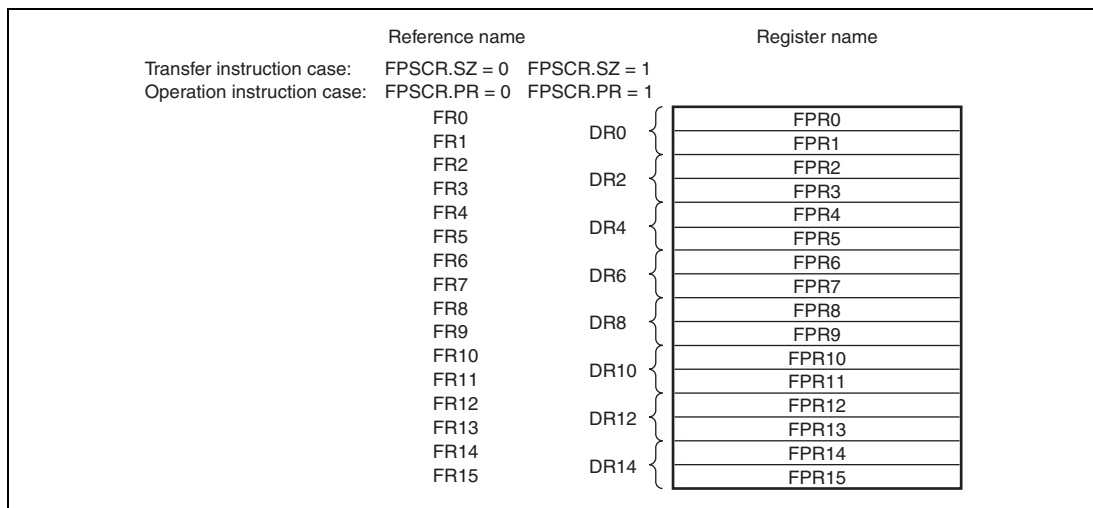 Reference name Register name
Transfer instruction case: FPSCR.SZ = 0 FPSCR.SZ = 1
Operation instruction case: FPSCR.PR = 0 FPSCR.PR = 1
FR0 FPR0
DR0
FR1 FPR1
FR2 FPR2
DR2
FR3 FPR3
FR4 FPR4
DR4
FR5 FPR5
FR6 FPR6
DR6
FR7 FPR7
FR8 FPR8
DR8
FR9 FPR9
FR10 FPR10
DR10
FR11 FPR11
FR12 FPR12
DR12
FR13 FPR13
FR14 FPR14
DR14
FR15 FPR15